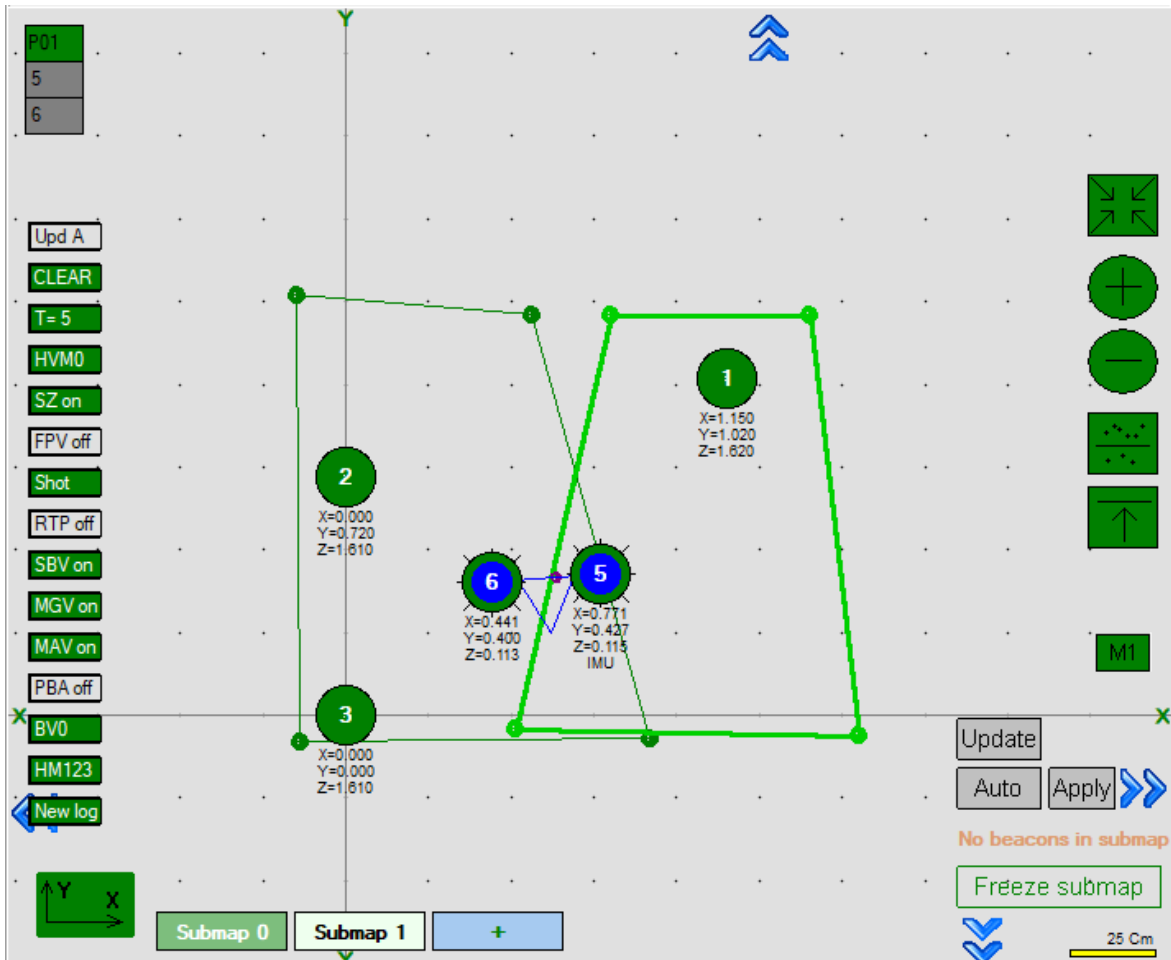 Y
P01
5
6
Upd A
CLEAR
T= 5
HVM0
SZ on
FPV off
Shot
RTP off
SBV on
MGV on
MAV on
PBA off
BV0
HM123
New log
1
X=1.150
Y=1.020
Z=1.620
2
X=0.000
Y=0.720
Z=1.610
6
X=0.441
Y=0.400
Z=0.113
5
X=0.771
Y=0.427
Z=0.115
IMU
3
X=0.000
Y=0.000
Z=1.610
M1
X
X
Update
Auto
Apply
No beacons in submap
Freeze submap
Y X
Submap 0
Submap 1
+
Y
25 Cm